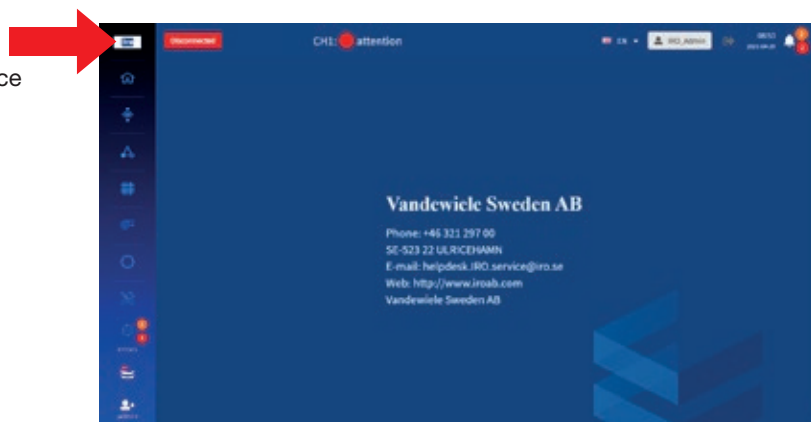 ce
Disconnected
CH1: attention
EN
IRO_Admin
Vandewiele Sweden AB
Phone: +46 321 297 00
SE-523 22 ULRICEHAMN
E-mail: helpdesk.IRO.service@iro.se
Web: http://www.iroab.com
Vandewiele Sweden AB